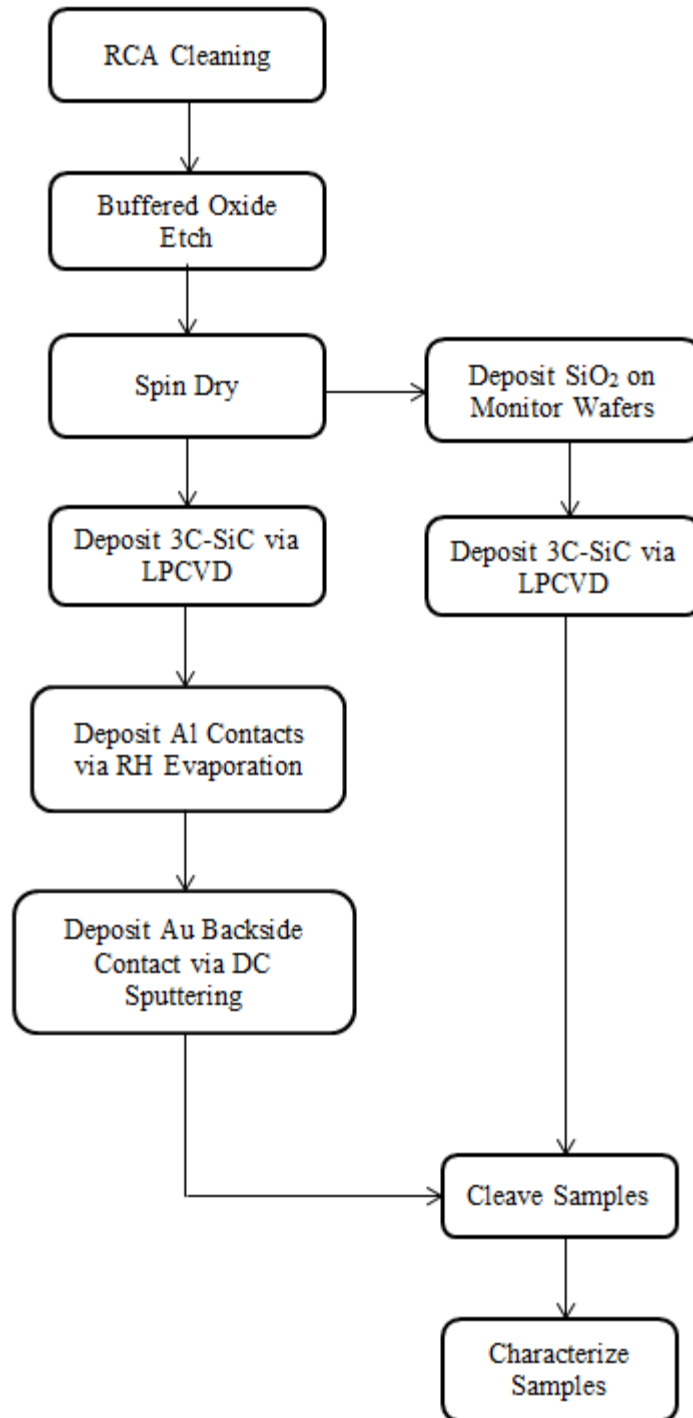 RCA Cleaning
Buffered Oxide
Etch
Spin Dry
Deposit SiO₂ on
Monitor Wafers
Deposit 3C-SiC via
LPCVD
Deposit 3C-SiC via
LPCVD
Deposit Al Contacts
via RH Evaporation
Deposit Au Backside
Contact via DC
Sputtering
Cleave Samples
Characterize
Samples